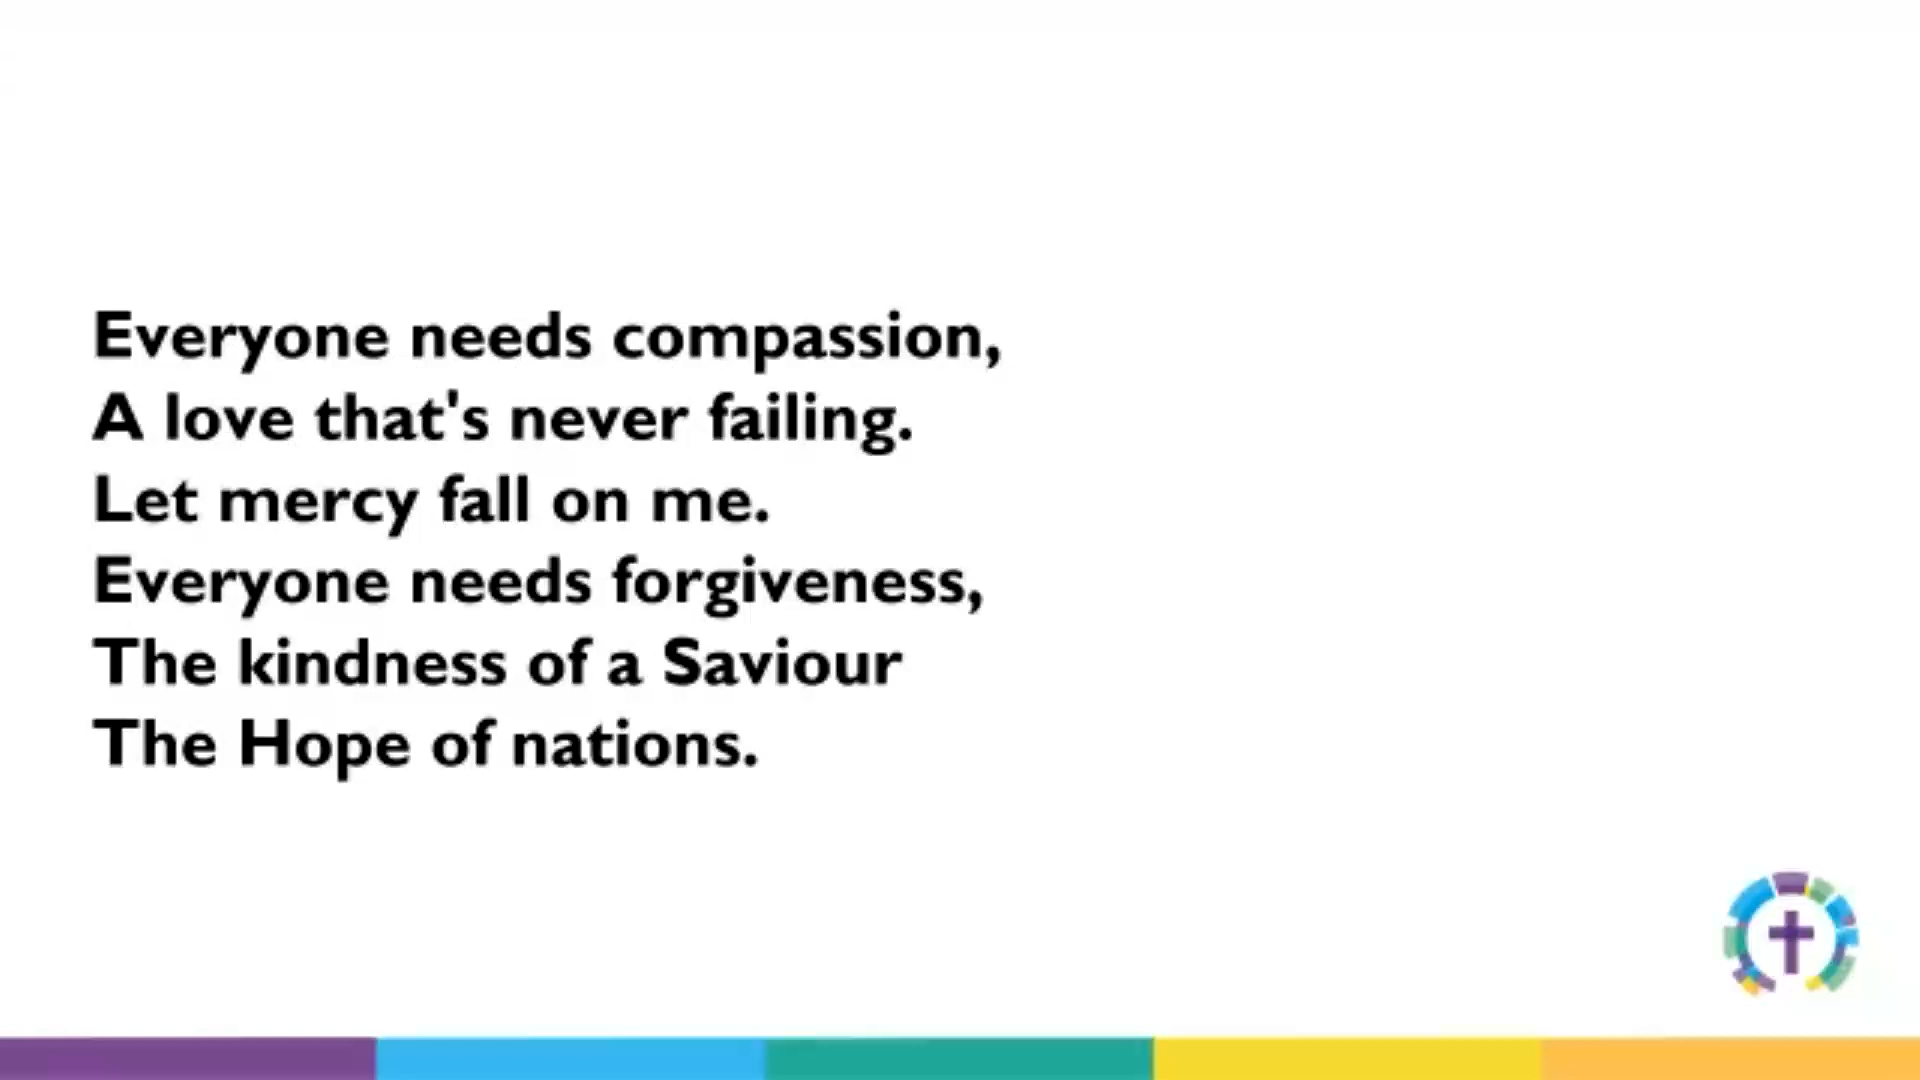 Everyone needs compassion,
A love that's never failing.
Let mercy fall on me.
Everyone needs forgiveness,
The kindness of a Saviour
The Hope of nations.